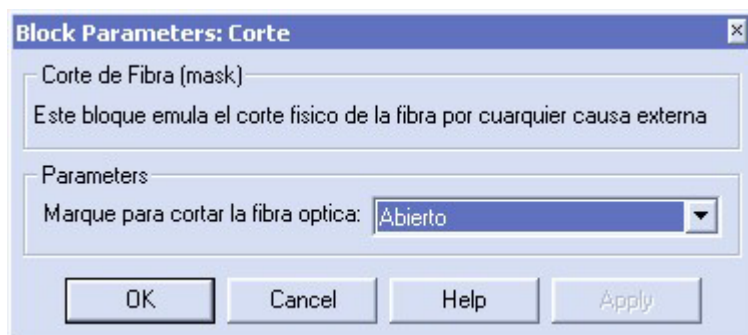 Block Parameters: Corte
Corte de Fibra (mask)
Este bloque emula el corte fisico de la fibra por cuarquier causa externa
Parameters
Marque para cortar la fibra optica: Abierto
OK Cancel Help Apply